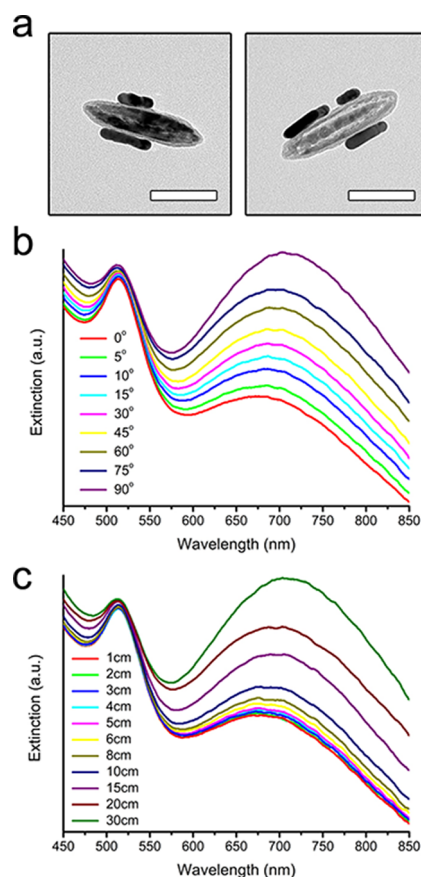 a
b
Extinction (a.u.)
0°
5°
10°
15°
30°
45°
60°
75°
90°
450 500 550 600 650 700 750 800 850
Wavelength (nm)
c
Extinction (a.u.)
1cm
2cm
3cm
4cm
5cm
6cm
8cm
10cm
15cm
20cm
30cm
450 500 550 600 650 700 750 800 850
Wavelength (nm)